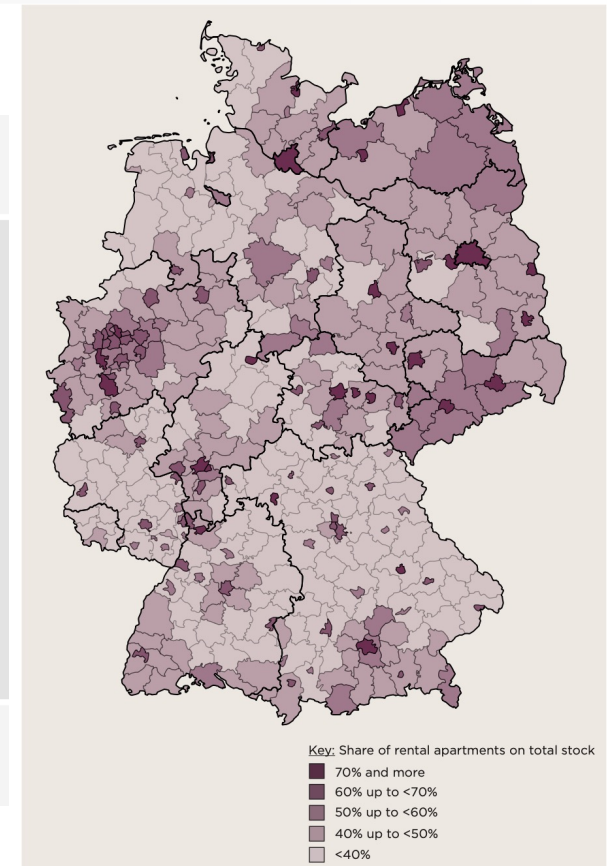 Key: Share of rental apartments on total stock
70% and more
60% up to <70%
50% up to <60%
40% up to <50%
<40%